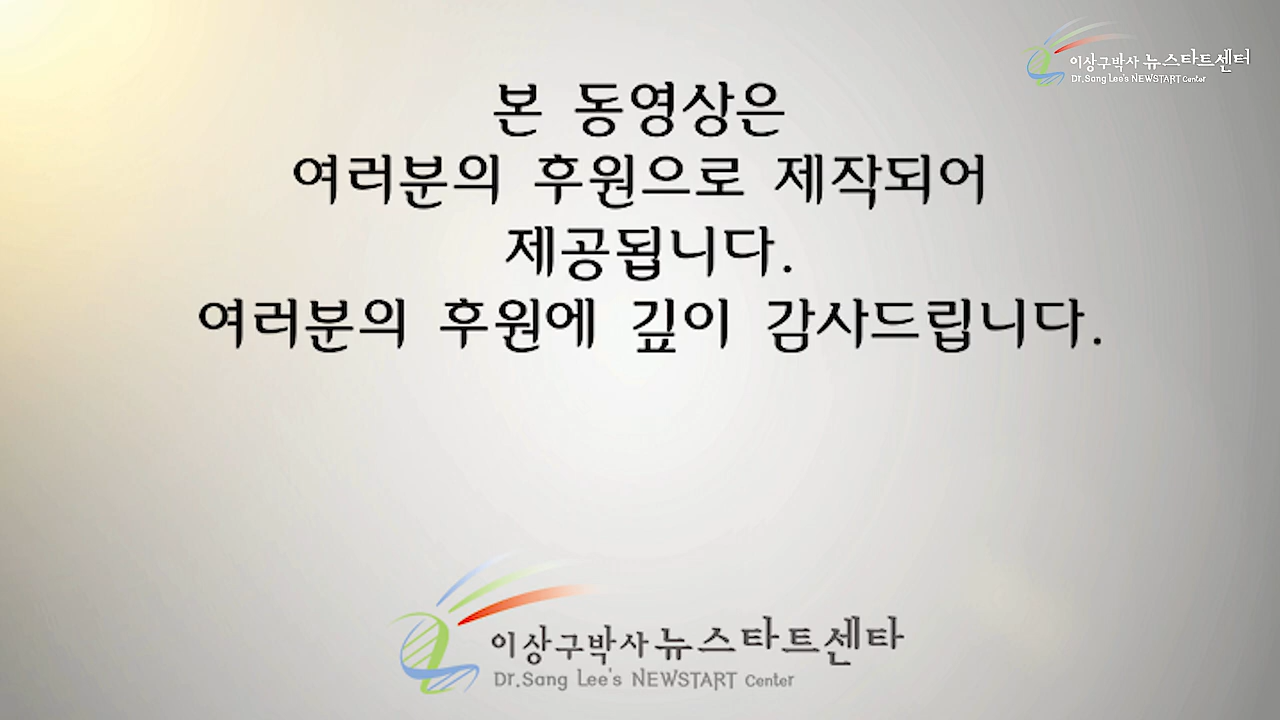 이상구박사 뉴스타트센터
Dr.Sang Lee's NEWSTART Center
본 동영상은
여러분의 후원으로 제작되어
제공됩니다.
여러분의 후원에 깊이 감사드립니다.
이상구박사 뉴스타트센타
Dr.Sang Lee's NEWSTART Center